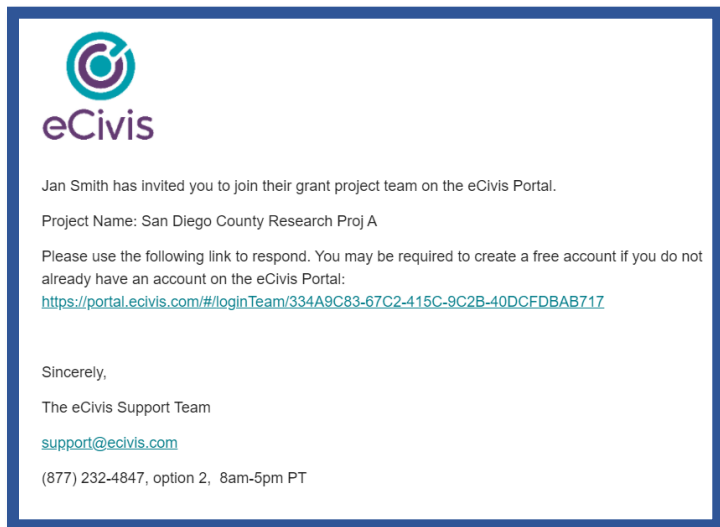 eCivis
Jan Smith has invited you to join their grant project team on the eCivis Portal.
Project Name: San Diego County Research Proj A
Please use the following link to respond. You may be required to create a free account if you do not
already have an account on the eCivis Portal:
https://portal.ecivis.com/#/loginTeam/334A9C83-67C2-415C-9C2B-40DCFDBAB717
Sincerely,
The eCivis Support Team
support@ecivis.com
(877) 232-4847, option 2,  8am-5pm PT